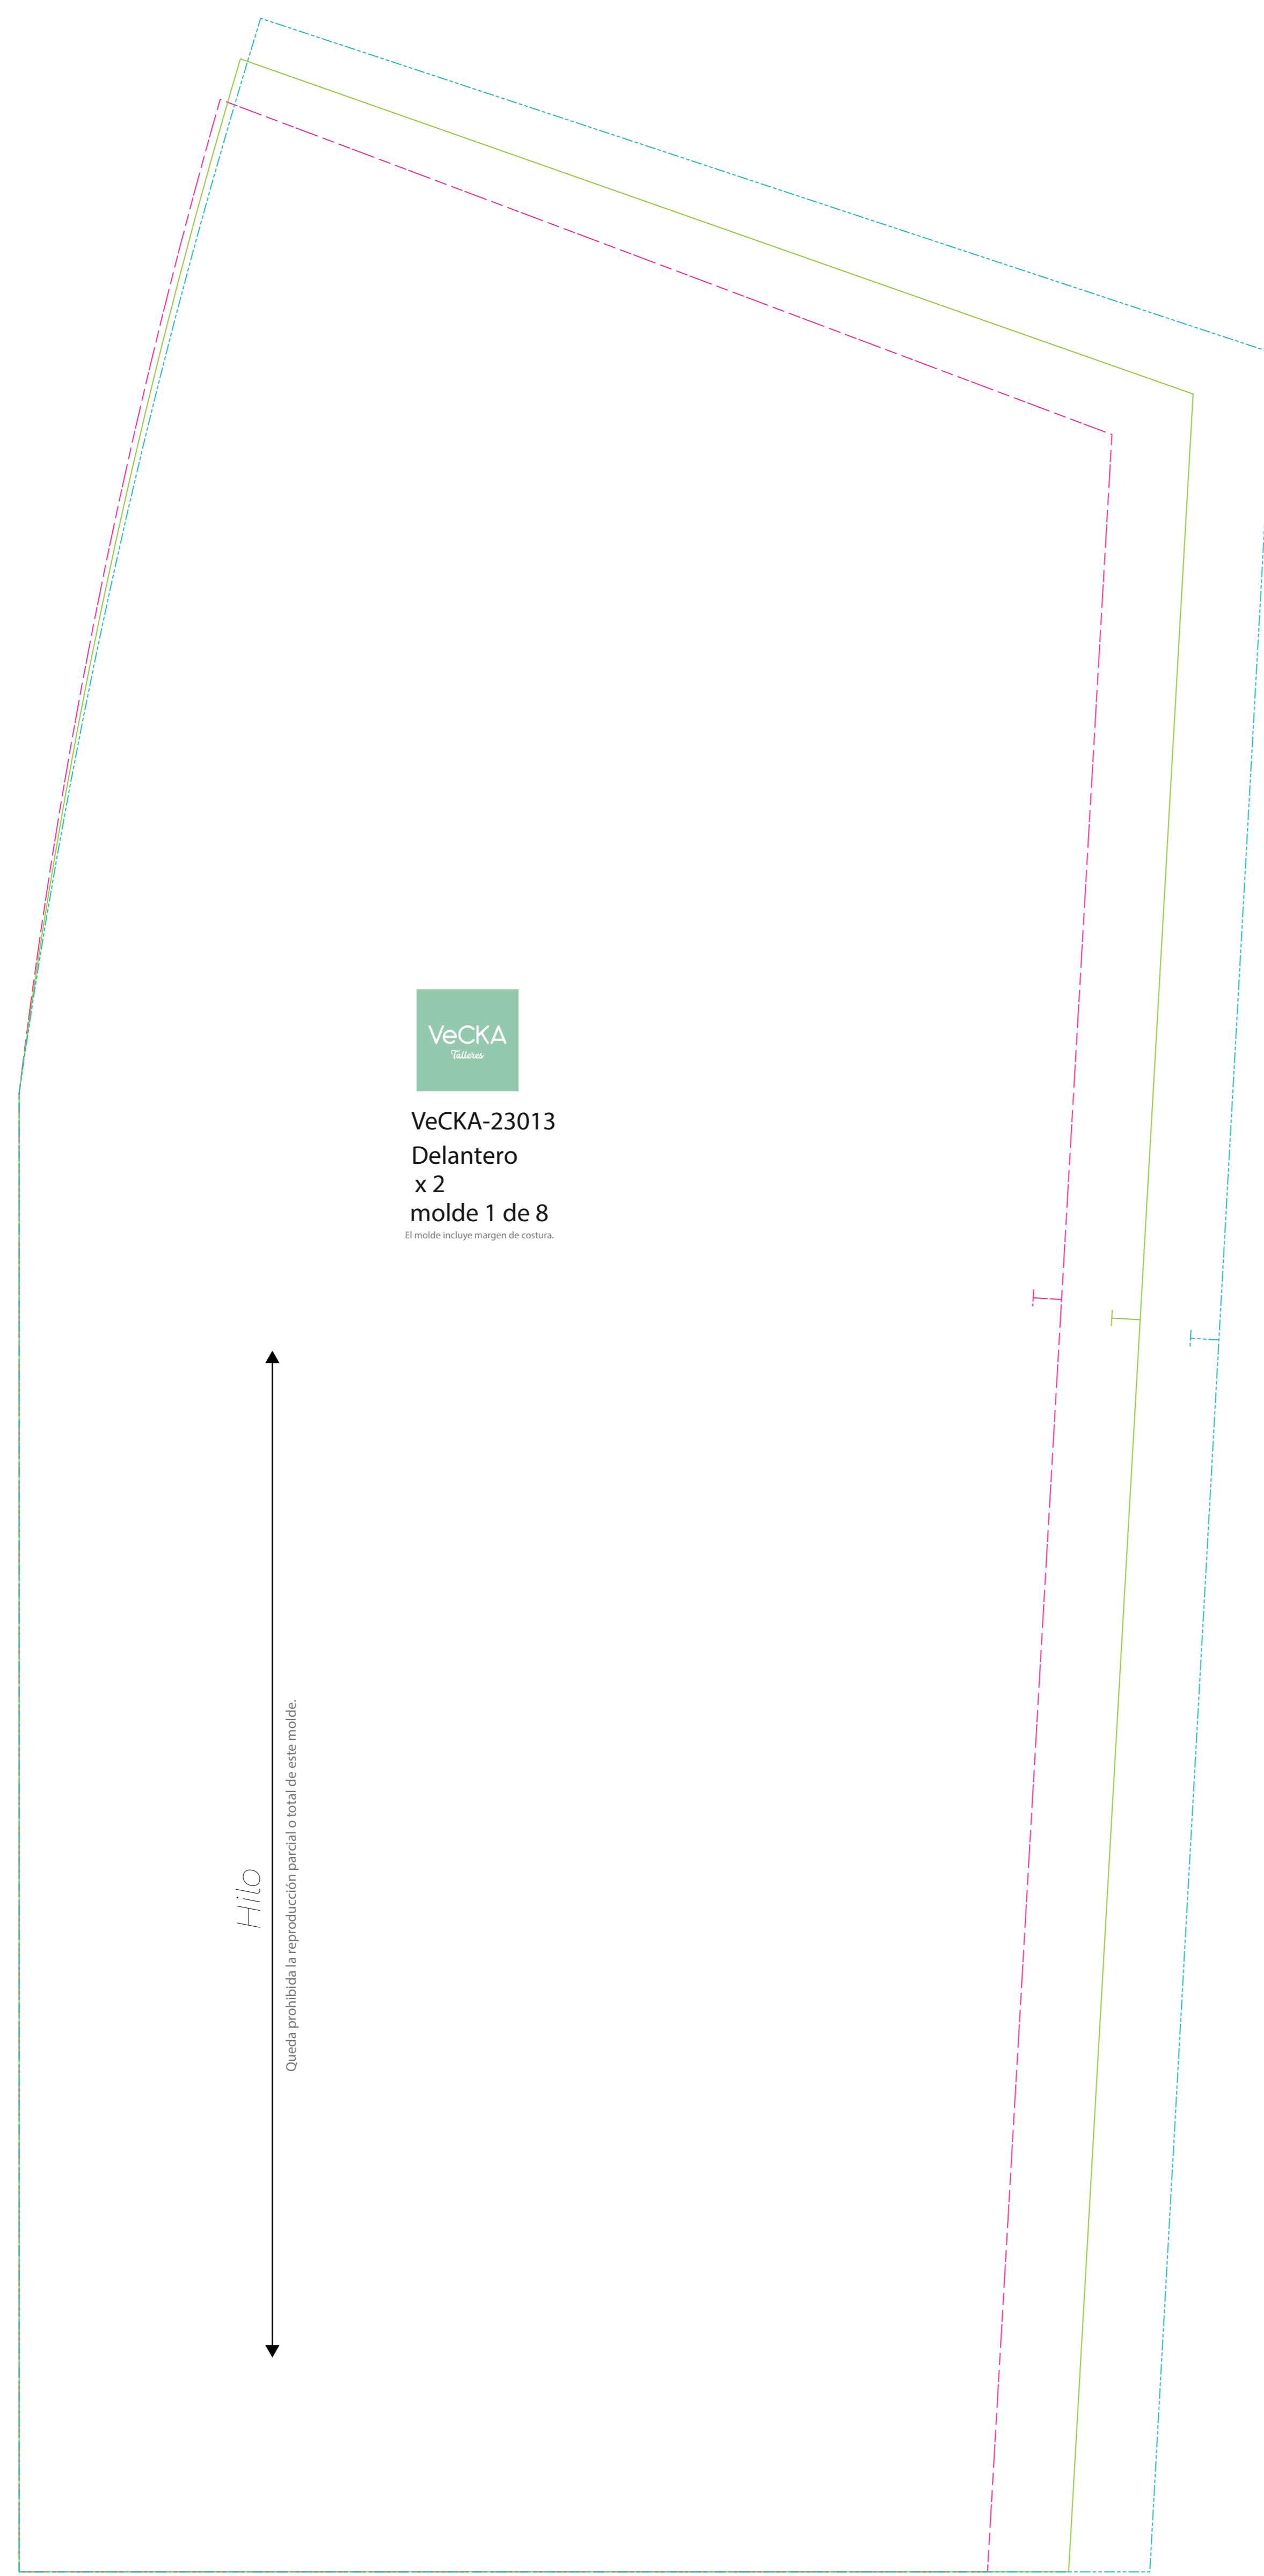 VeCKA
Talleres
VeCKA-23013
Delantero
x 2
molde 1 de 8
El molde incluye margen de costura.
Hilo
Queda prohibida la reproducción parcial o total de este molde.